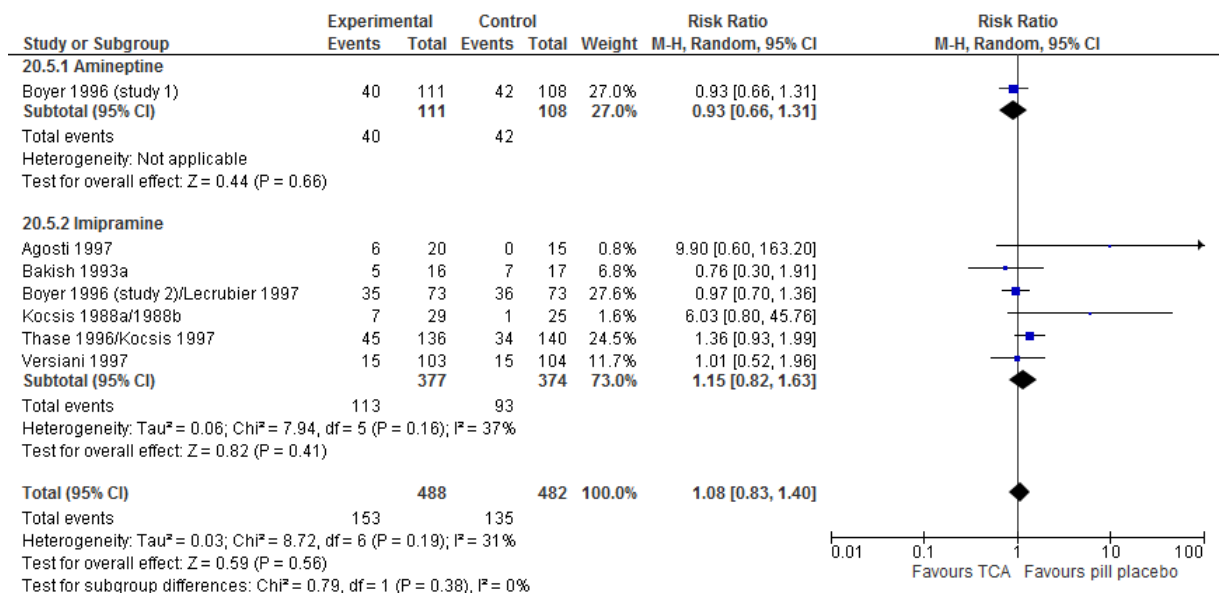 Experimental Control Risk Ratio Risk Ratio
Study or Subgroup Events Total Events Total Weight M-H, Random, 95% CI M-H, Random, 95% CI
20.5.1 Amineptine
Boyer 1996 (study 1) 40 111 42 108 27.0% 0.93 [0.66, 1.31]
Subtotal (95% CI) 111 108 27.0% 0.93 [0.66, 1.31]
Total events 40 42
Heterogeneity: Not applicable
Test for overall effect: Z = 0.44 (P = 0.66)
20.5.2 Imipramine
Agosti 1997 6 20 0 15 0.8% 9.90 [0.60, 163.20]
Bakish 1993a 5 16 7 17 6.8% 0.76 [0.30, 1.91]
Boyer 1996 (study 2)/Lecrubier 1997 35 73 36 73 27.6% 0.97 [0.70, 1.36]
Kocsis 1988a/1988b 7 29 1 25 1.6% 6.03 [0.80, 45.76]
Thase 1996/Kocsis 1997 45 136 34 140 24.5% 1.36 [0.93, 1.99]
Versiani 1997 15 103 15 104 11.7% 1.01 [0.52, 1.96]
Subtotal (95% CI) 377 374 73.0% 1.15 [0.82, 1.63]
Total events 113 93
Heterogeneity: Tau² = 0.06; Chi² = 7.94, df = 5 (P = 0.16); I² = 37%
Test for overall effect: Z = 0.82 (P = 0.41)
Total (95% CI) 488 482 100.0% 1.08 [0.83, 1.40]
Total events 153 135
Heterogeneity: Tau² = 0.03; Chi² = 8.72, df = 6 (P = 0.19); I² = 31%
Test for overall effect: Z = 0.59 (P = 0.56)
Test for subgroup differences: Chi² = 0.79, df = 1 (P = 0.38), I² = 0%
0.01 0.1 1 10 100
Favours TCA Favours pill placebo